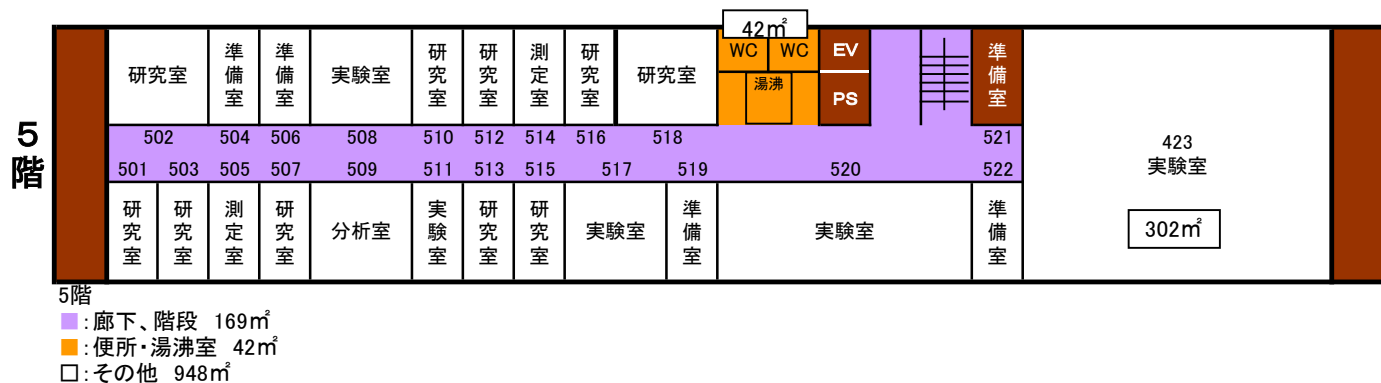 42㎡
WC WC EV
研究室 準備室 準備室 実験室 研究室 研究室 測定室 研究室 研究室 湯沸 PS 準備室
5階
502 504 506 508 510 512 514 516 518 521
423
実験室
501 503 505 507 509 511 513 515 517 519 520 522
研究室 研究室 測定室 研究室 分析室 実験室 研究室 研究室 実験室 準備室 実験室 準備室
302㎡
5階
:廊下、階段 169㎡
:便所・湯沸室 42㎡
:その他 948㎡